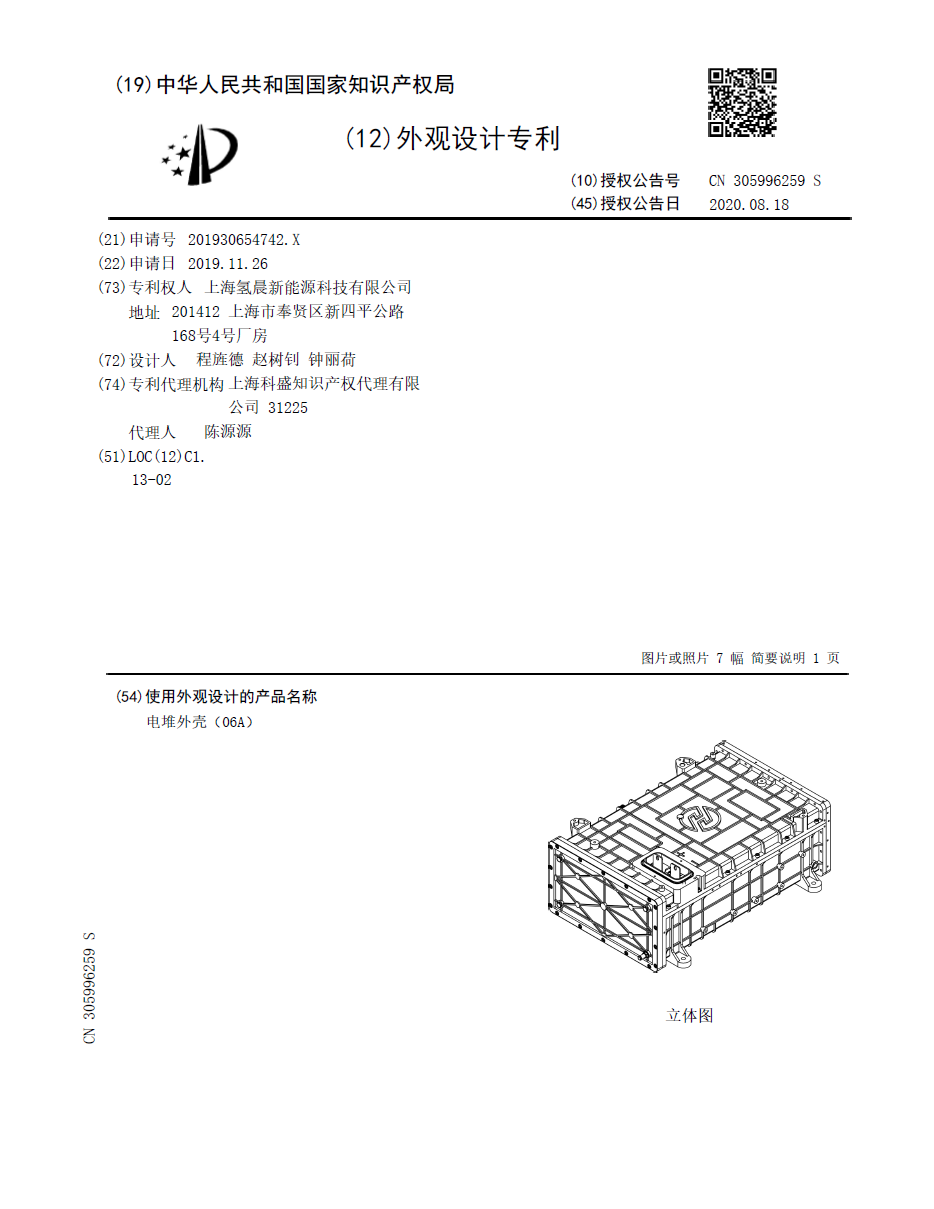 (19)中华人民共和国国家知识产权局
(12)外观设计专利
(10)授权公告号 CN 305996259 S
(45)授权公告日 2020.08.18
(21)申请号 201930654742.X
(22)申请日 2019.11.26
(73)专利权人 上海氢晨新能源科技有限公司
地址 201412 上海市奉贤区新四平公路
168号4号厂房
(72)设计人 程旌德 赵树钊 钟丽荷
(74)专利代理机构 上海科盛知识产权代理有限
公司 31225
代理人 陈源源
(51)LOC(12)Cl.
13-02
图片或照片 7 幅 简要说明 1 页
(54)使用外观设计的产品名称
电堆外壳（06A）
立体图
CN 305996259 S